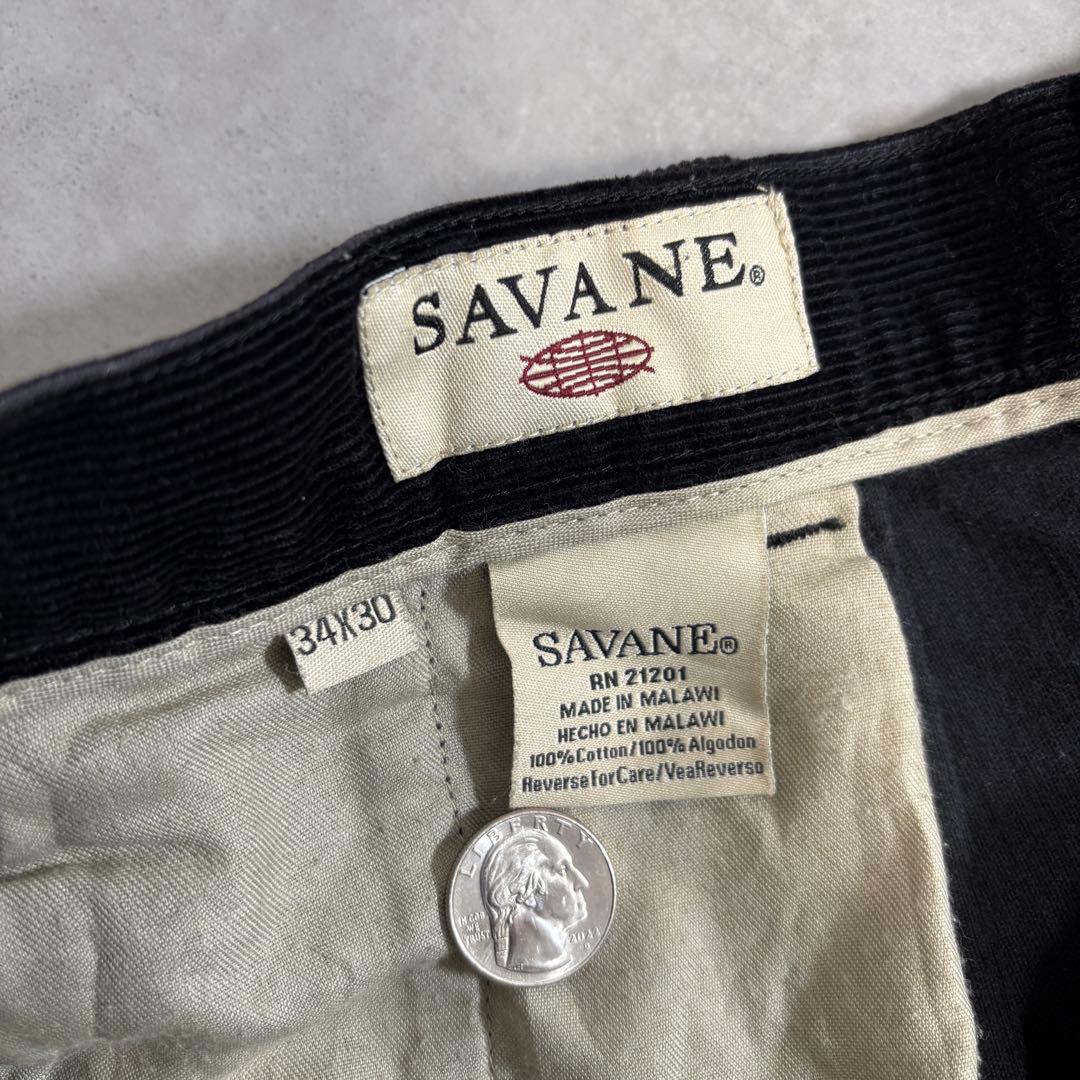 SAVANE®
34X30
SAVANE®
RN 21201
MADE IN MALAWI
HECHO EN MALAWI
100%Cotton/100%Algodon
ReverseForCare/VeaReverso
LIBERTY
IN GOD
WE
TRUST